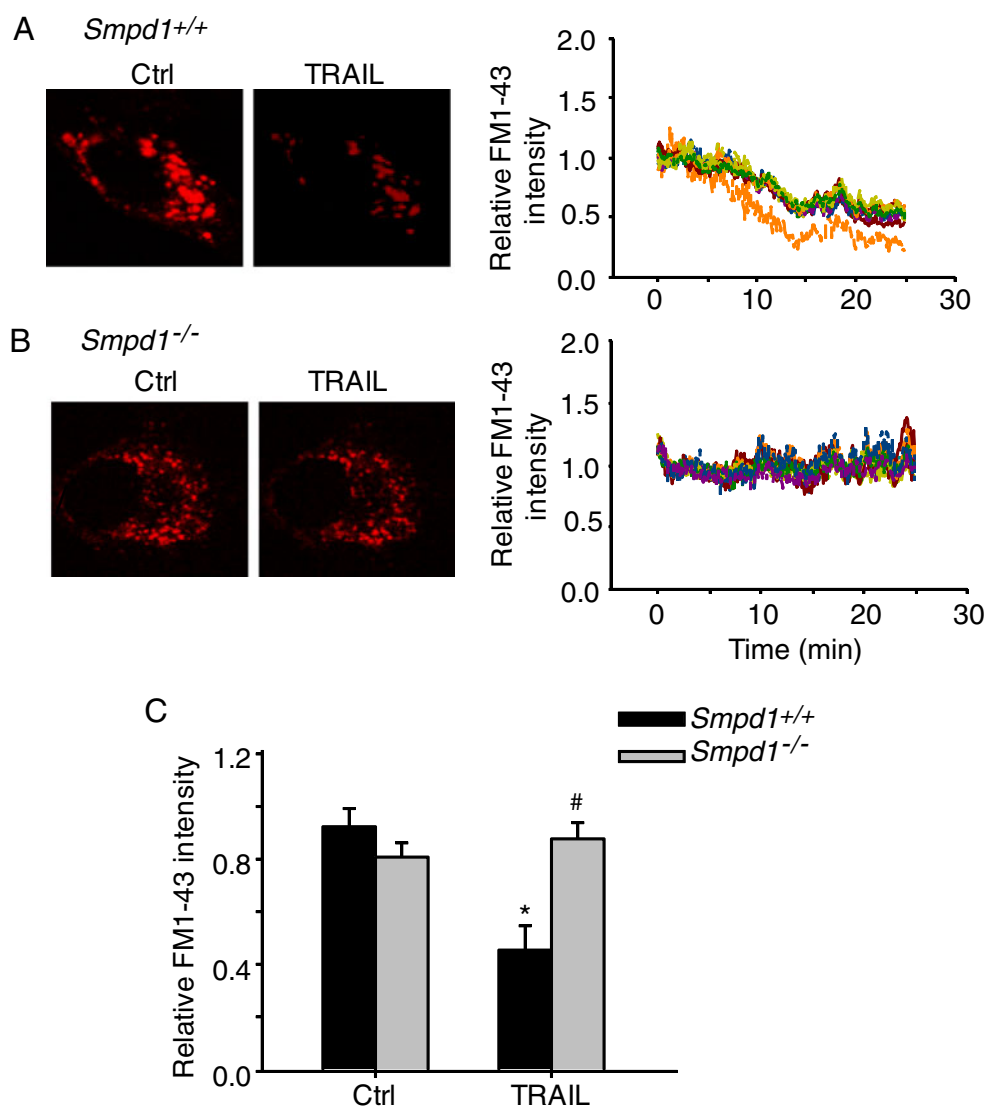 A
Smpd1+/+
Ctrl
TRAIL
Relative FM1-43
intensity
2.0
1.5
1.0
0.5
0.0
0
10
20
30
B
Smpd1-/-
Ctrl
TRAIL
Relative FM1-43
intensity
2.0
1.5
1.0
0.5
0.0
0
10
20
30
Time (min)
C
Smpd1+/+
Smpd1-/-
Relative FM1-43 intensity
1.2
0.8
0.4
0.0
*
#
Ctrl
TRAIL